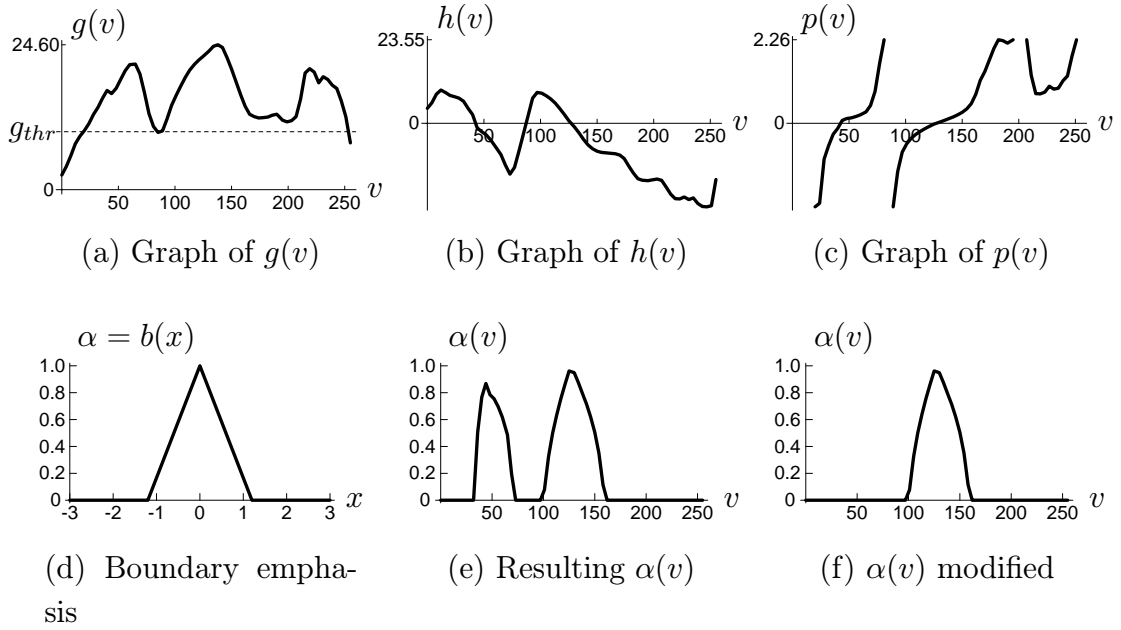 g(v)
24.60
g_thr
0
50 100 150 200 250
v
(a) Graph of g(v)
h(v)
23.55
0
50 100 150 200 250
v
(b) Graph of h(v)
p(v)
2.26
0
50 100 150 200 250
v
(c) Graph of p(v)
α = b(x)
1.0
0.8
0.6
0.4
0.2
0
-3 -2 -1 0 1 2 3
x
(d) Boundary empha-
sis
α(v)
1.0
0.8
0.6
0.4
0.2
0
50 100 150 200 250
v
(e) Resulting α(v)
α(v)
1.0
0.8
0.6
0.4
0.2
0
50 100 150 200 250
v
(f) α(v) modified